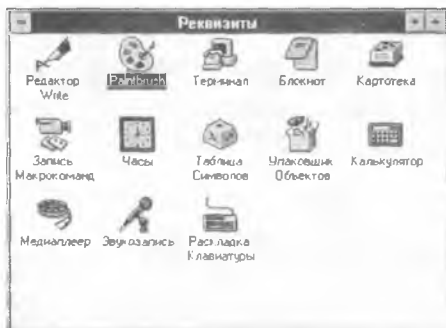 Реквизиты
Редактор Write
Paintbrush
Терминал
Блокнот
Картотека
Запись Макрокоманд
Часы
Таблица Символов
Упаковщик Объектов
Калькулятор
Медиаплеер
Звукозапись
Раскладка Клавиатуры